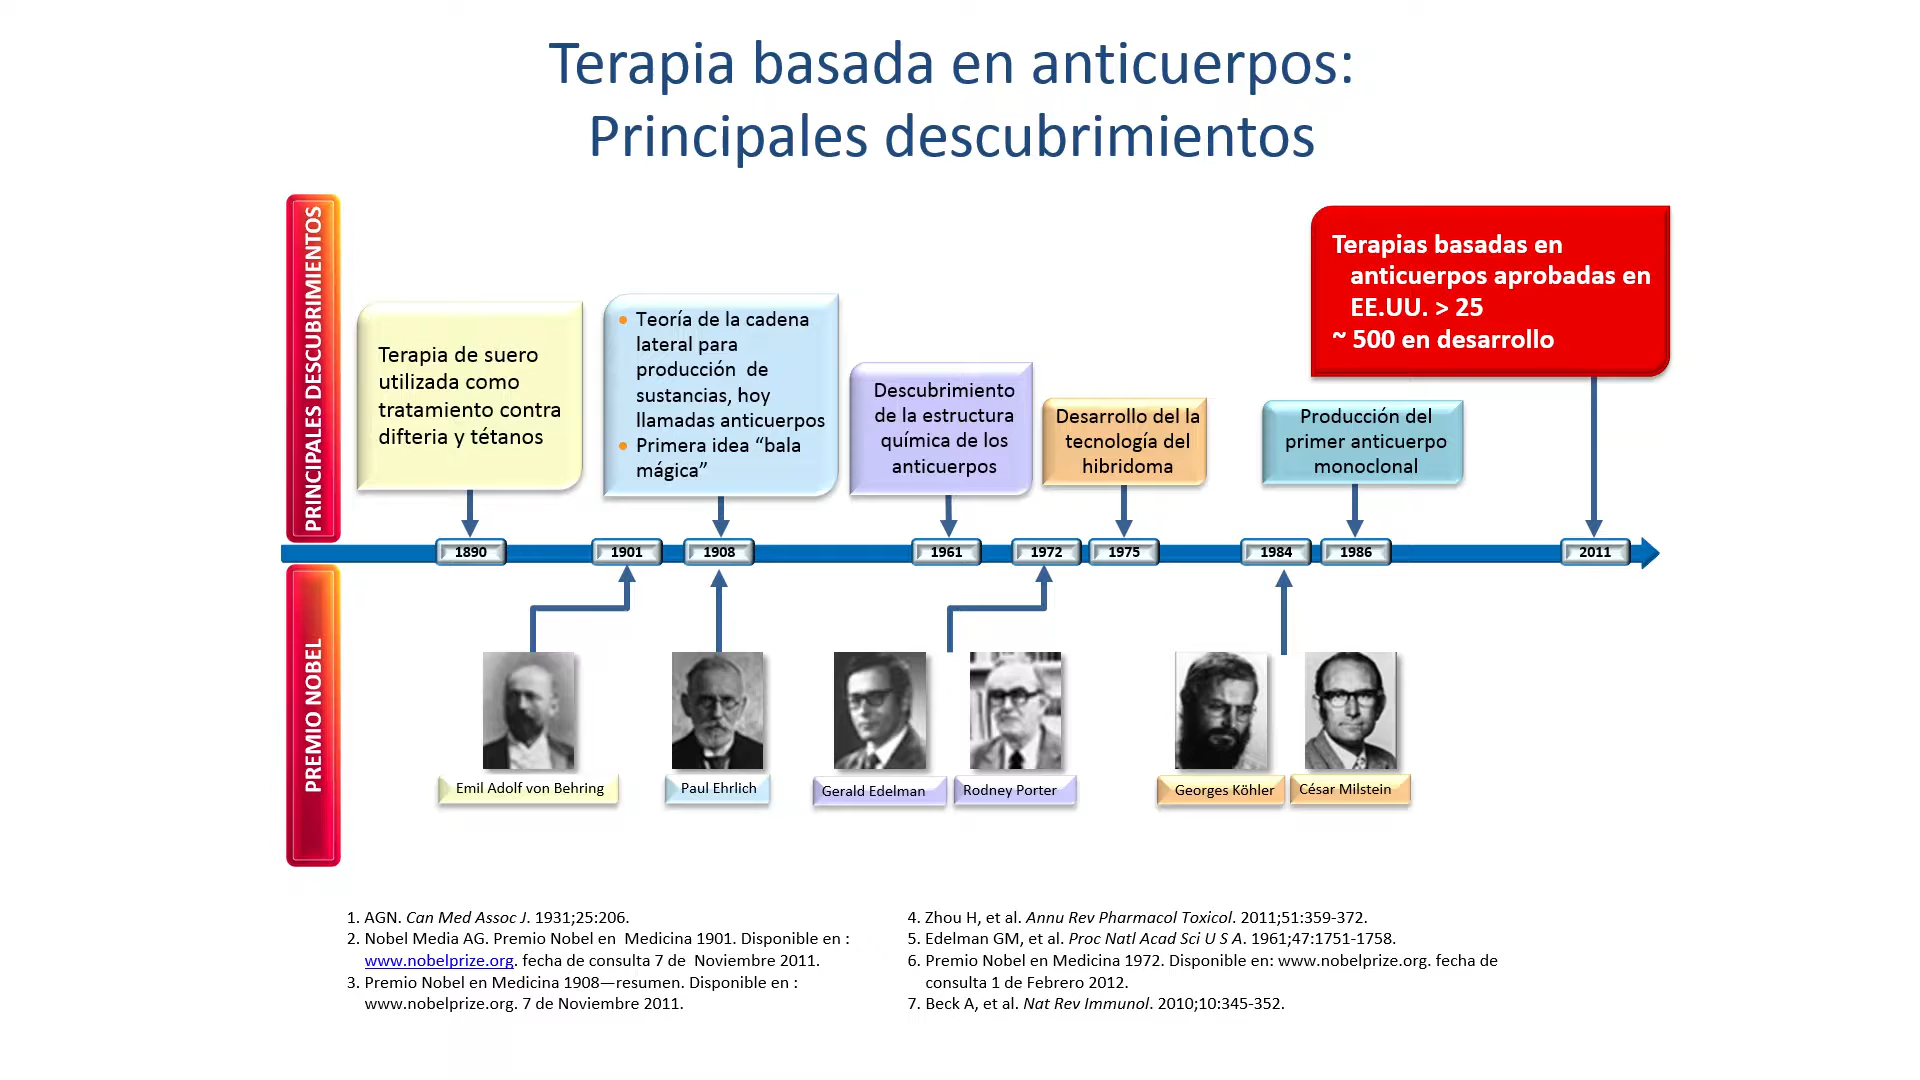 Terapia basada en anticuerpos:
Principales descubrimientos
PRINCIPALES DESCUBRIMIENTOS
Terapia de suero
utilizada como
tratamiento contra
difteria y tétanos
• Teoría de la cadena
lateral para
producción de
sustancias, hoy
llamadas anticuerpos
• Primera idea “bala
mágica”
Descubrimiento
de la estructura
química de los
anticuerpos
Desarrollo del la
tecnología del
hibridoma
Producción del
primer anticuerpo
monoclonal
Terapias basadas en
anticuerpos aprobadas en
EE.UU. > 25
~ 500 en desarrollo
1890
1901
1908
1961
1972
1975
1984
1986
2011
PREMIO NOBEL
Emil Adolf von Behring
Paul Ehrlich
Gerald Edelman
Rodney Porter
Georges Köhler
César Milstein
1. AGN. Can Med Assoc J. 1931;25:206.
2. Nobel Media AG. Premio Nobel en Medicina 1901. Disponible en :
www.nobelprize.org. fecha de consulta 7 de Noviembre 2011.
3. Premio Nobel en Medicina 1908—resumen. Disponible en :
www.nobelprize.org. 7 de Noviembre 2011.
4. Zhou H, et al. Annu Rev Pharmacol Toxicol. 2011;51:359-372.
5. Edelman GM, et al. Proc Natl Acad Sci U S A. 1961;47:1751-1758.
6. Premio Nobel en Medicina 1972. Disponible en: www.nobelprize.org. fecha de
consulta 1 de Febrero 2012.
7. Beck A, et al. Nat Rev Immunol. 2010;10:345-352.